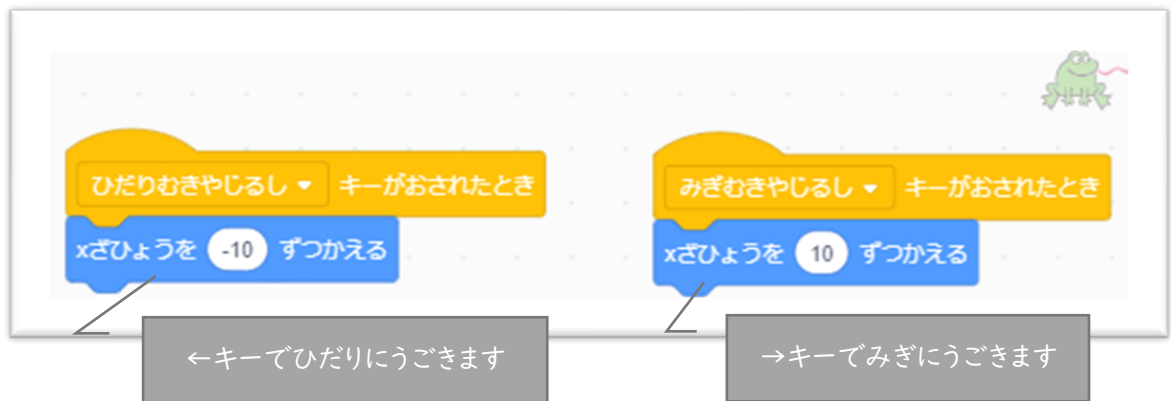 ひだりむきやじるし キーがおされたとき
xざひょうを -10 ずつかえる
←キーでひだりにうごきます
みぎむきやじるし キーがおされたとき
xざひょうを 10 ずつかえる
→キーでみぎにうごきます